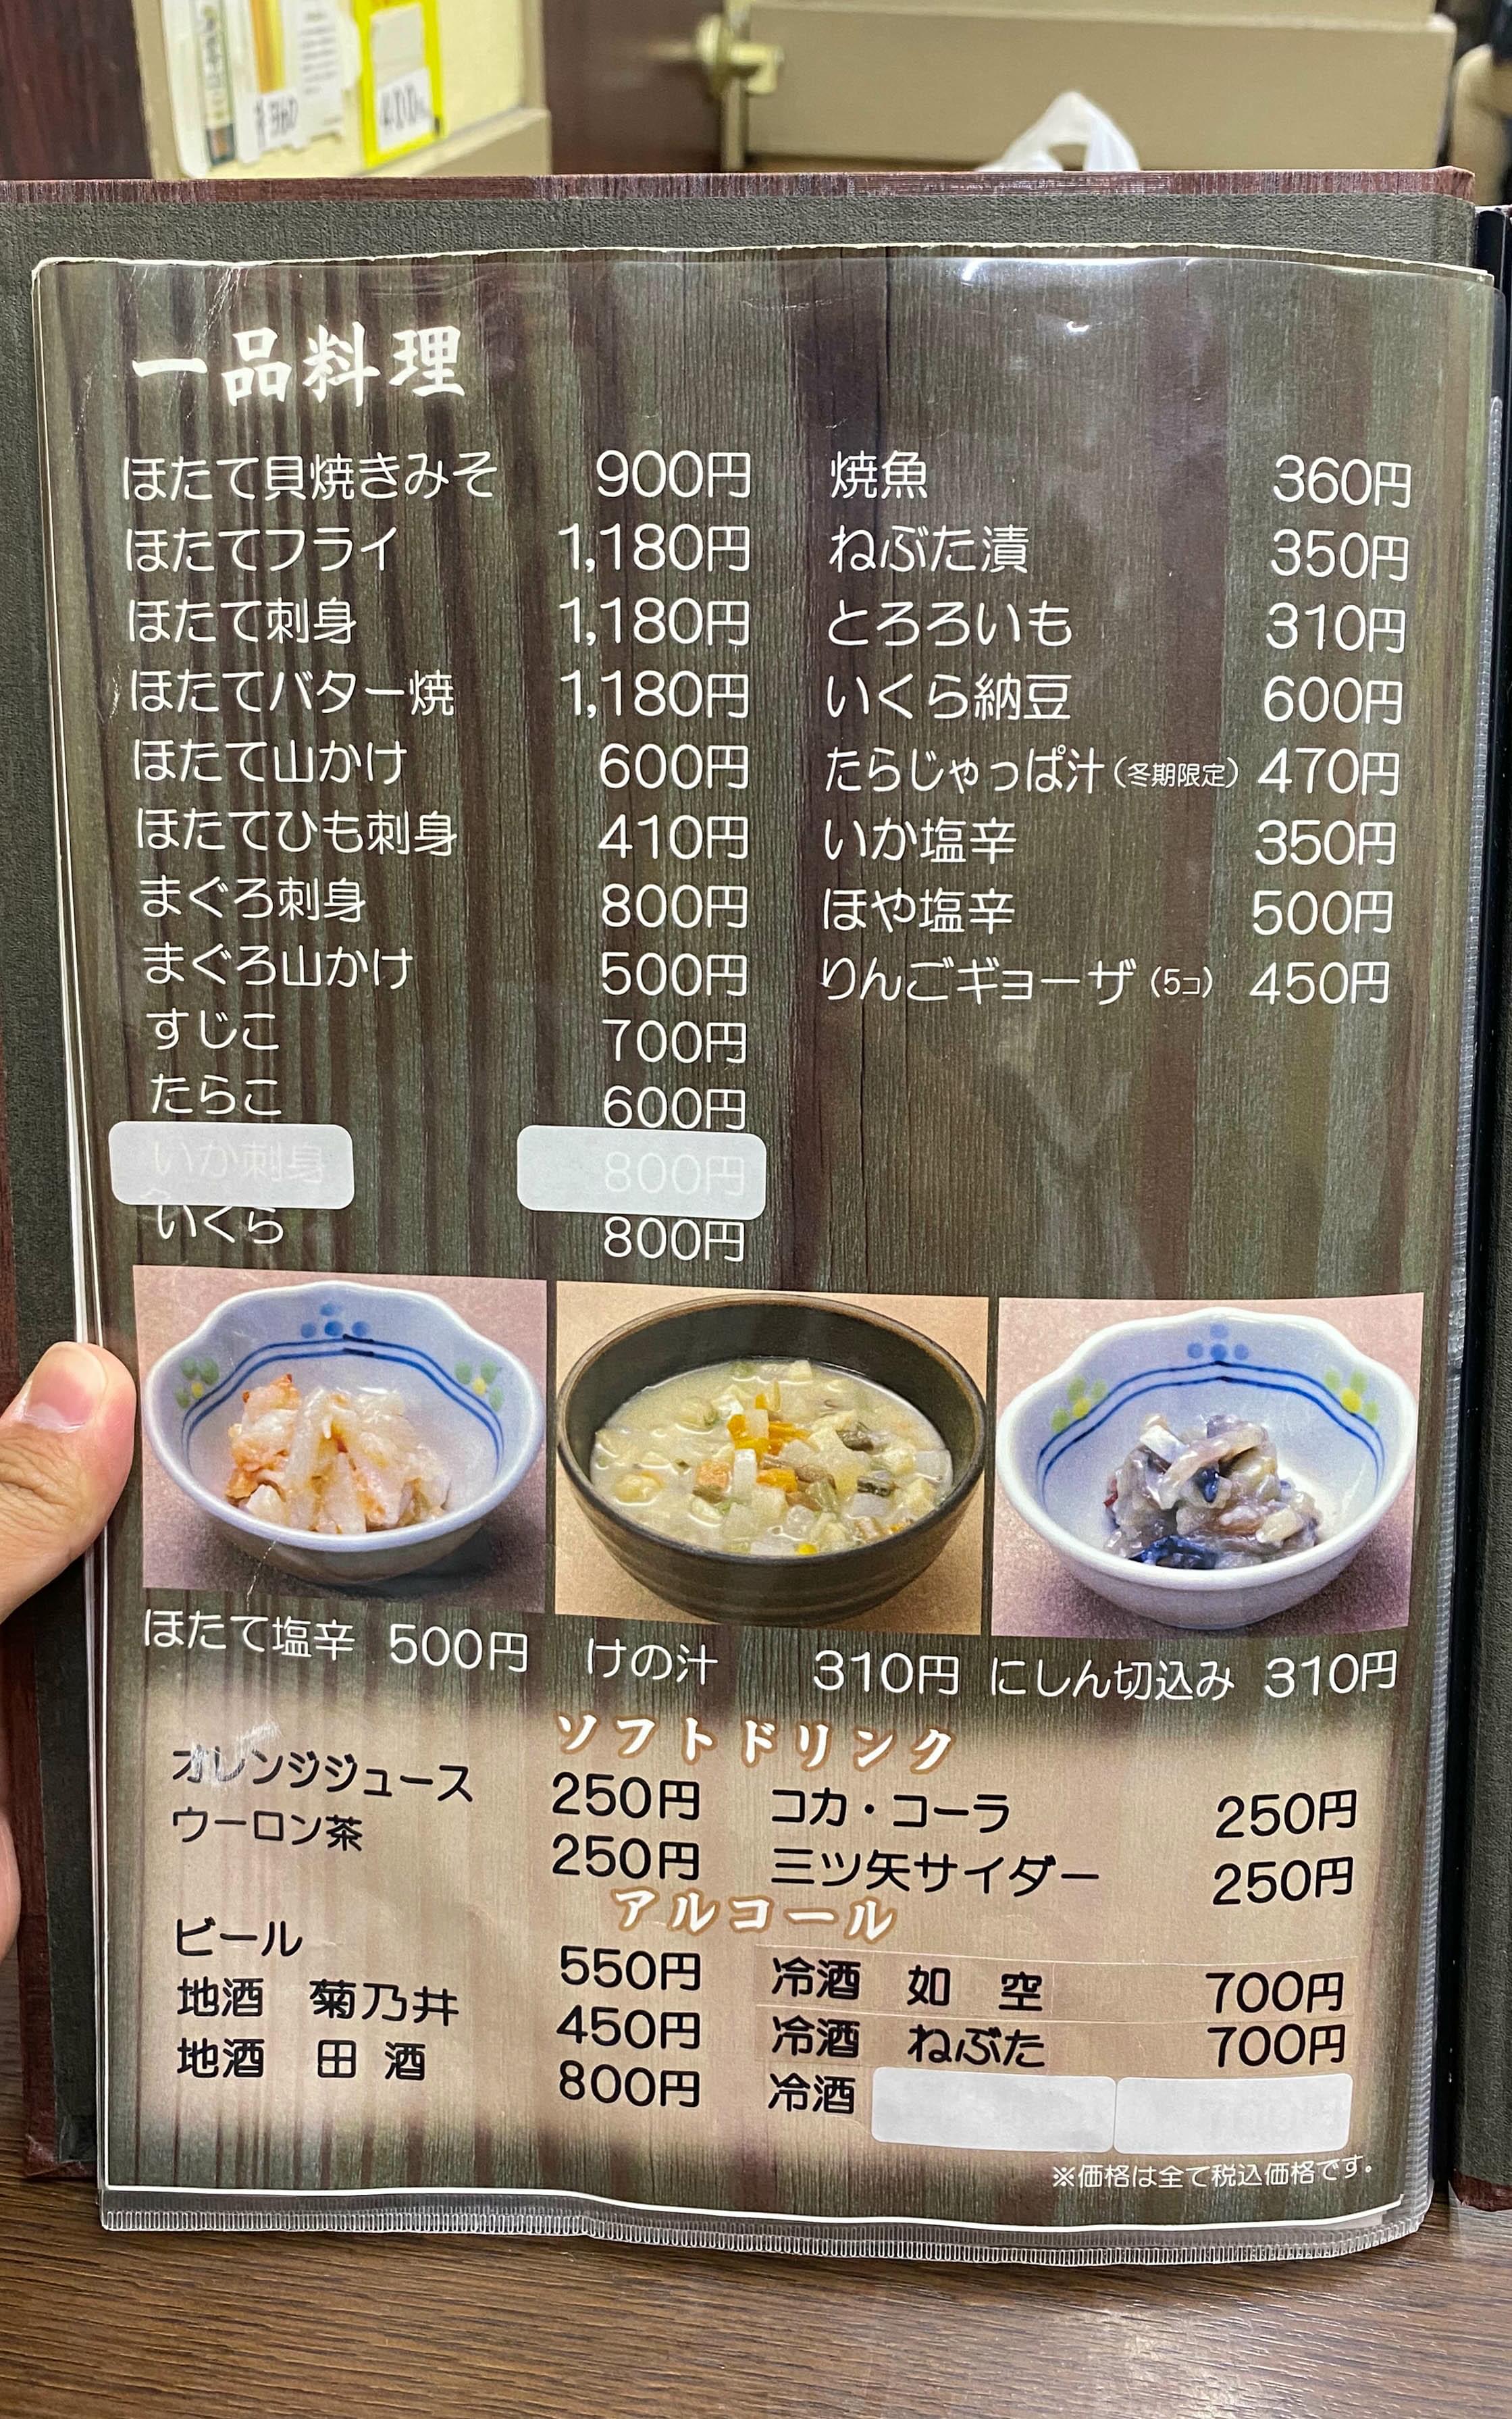 ¥360
400
一品料理
ほたて貝焼きみそ 900円
ほたてフライ 1,180円
ほたて刺身 1,180円
ほたてバター焼 1,180円
ほたて山かけ 600円
ほたてひも刺身 410円
まぐろ刺身 800円
まぐろ山かけ 500円
すじこ 700円
たらこ 600円
いか刺身 800円
いくら 800円
焼魚 360円
ねぶた漬 350円
とろろいも 310円
いくら納豆 600円
たらじゃっぱ汁(冬期限定) 470円
いか塩辛 350円
ほや塩辛 500円
りんごギョーザ(5コ) 450円
ほたて塩辛 500円
けの汁 310円
にしん切込み 310円
ソフトドリンク
オレンジジュース 250円
ウーロン茶 250円
コカ・コーラ 250円
三ツ矢サイダー 250円
アルコール
ビール 550円
地酒 菊乃井 450円
地酒 田酒 800円
冷酒 如空 700円
冷酒 ねぶた 700円
冷酒
※価格は全て税込価格です。